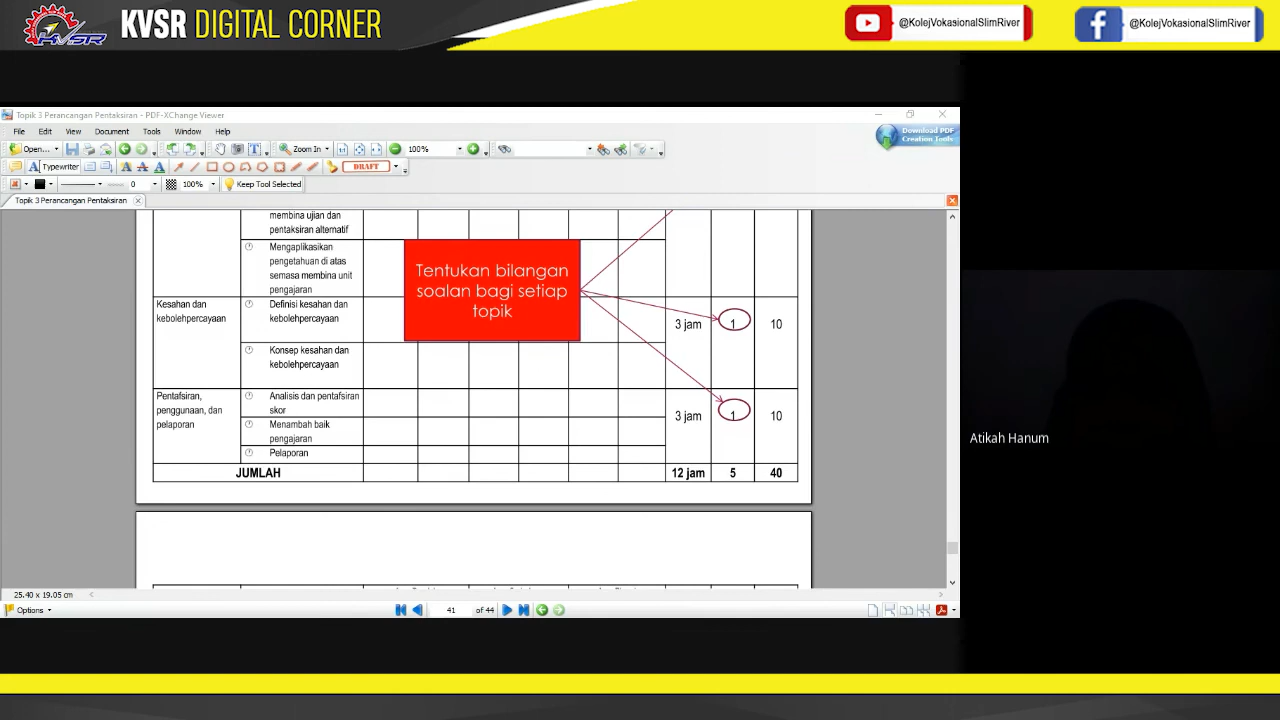 KVSR DIGITAL CORNER
KVSR
@KolejVokasionalSlimRiver
@KolejVokasionalSlimRiver
Topik 3 Perancangan Pentaksiran - PDF-XChange Viewer
File Edit View Document Tools Window Help
Download PDF
Creation Tools
Open...
Zoom In
100%
Typewriter
DRAFT
0
100%
Keep Tool Selected
Topik 3 Perancangan Pentaksiran
membina ujian dan
pentaksiran alternatif
Mengaplikasikan
pengetahuan di atas
semasa membina unit
pengajaran
Tentukan bilangan
soalan bagi setiap
topik
Kesahan dan
kebolehpercayaan
Definisi kesahan dan
kebolehpercayaan
3 jam 1 10
Konsep kesahan dan
kebolehpercayaan
Pentafsiran,
penggunaan, dan
pelaporan
Analisis dan pentafsiran
skor
Menambah baik
pengajaran
Pelaporan
3 jam 1 10
JUMLAH 12 jam 5 40
25.40 x 19.05 cm
Options
41 of 44
Atikah Hanum